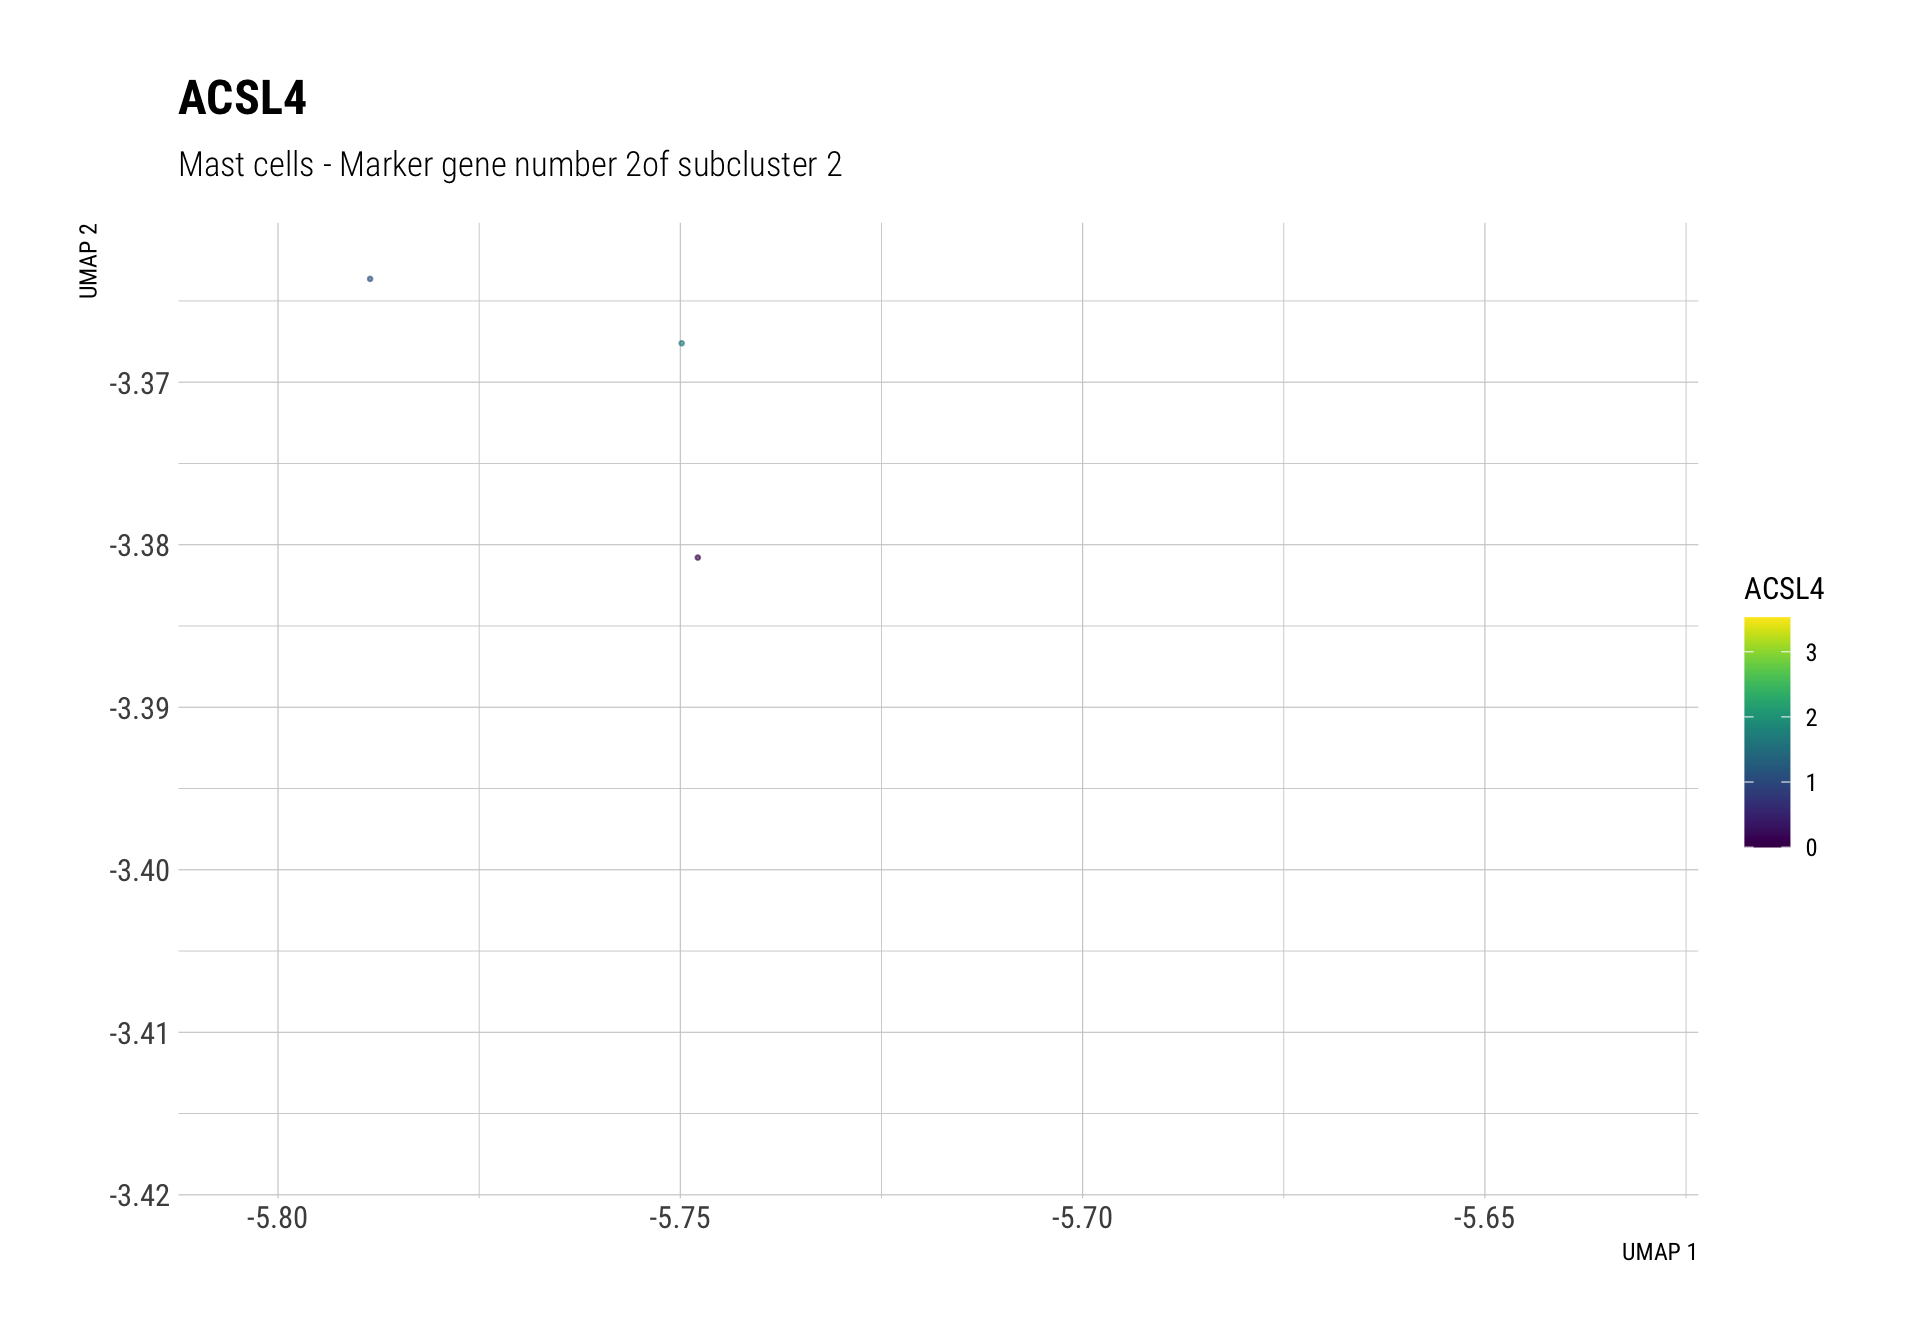 ACSL4
Mast cells - Marker gene number 2of subcluster 2
UMAP 2
-3.37
-3.38
-3.39
-3.40
-3.41
-3.42
-5.80
-5.75
-5.70
-5.65
UMAP 1
ACSL4
3
2
1
0